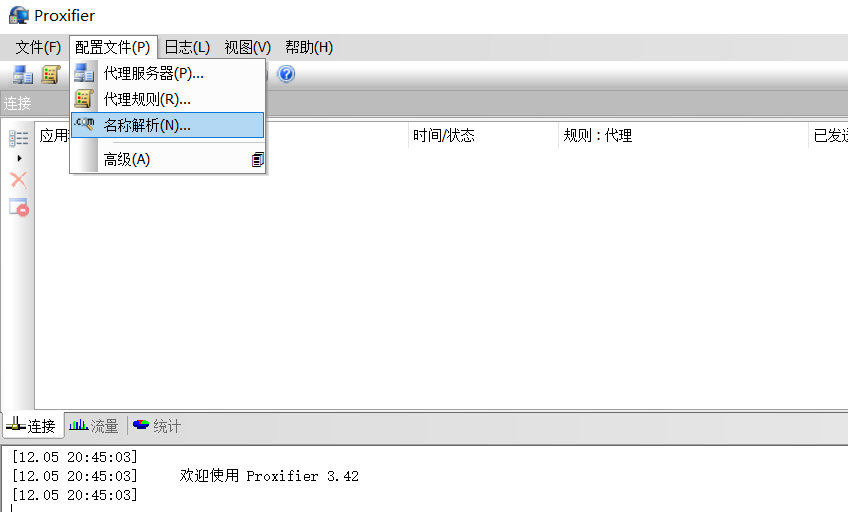 Proxifier
文件(F) 配置文件(P) 日志(L) 视图(V) 帮助(H)
代理服务器(P)...
代理规则(R)...
名称解析(N)...
高级(A)
连接
应用 时间/状态 规则 : 代理 已发
连接 流量 统计
[12.05 20:45:03]
[12.05 20:45:03] 欢迎使用 Proxifier 3.42
[12.05 20:45:03]